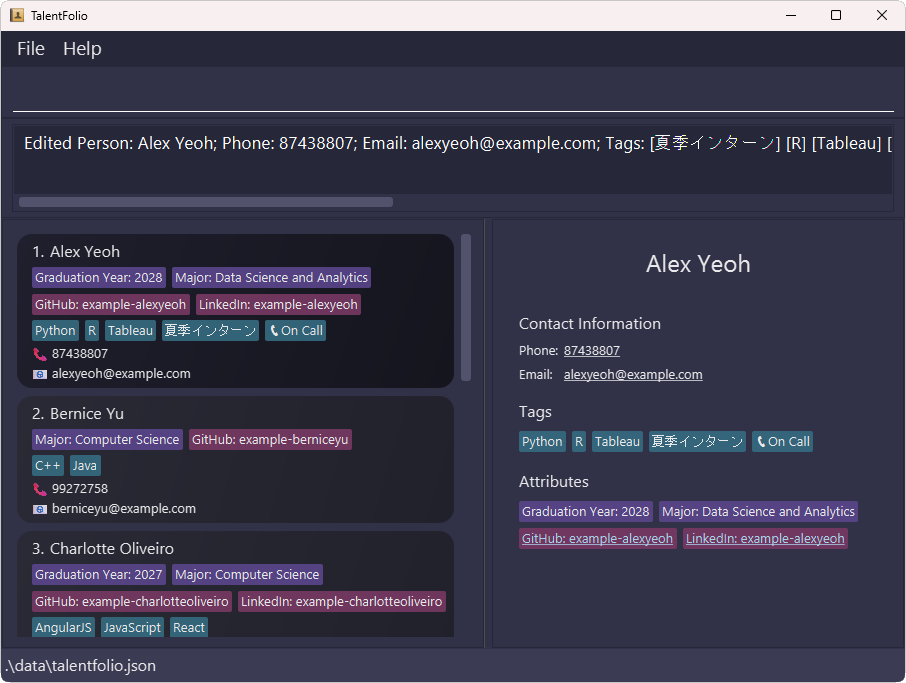 TalentFolio
File Help
Edited Person: Alex Yeoh; Phone: 87438807; Email: alexyeoh@example.com; Tags: [夏季インターン] [R] [Tableau] [
1. Alex Yeoh
Graduation Year: 2028 Major: Data Science and Analytics
GitHub: example-alexyeoh LinkedIn: example-alexyeoh
Python R Tableau 夏季インターン On Call
87438807
alexyeoh@example.com
2. Bernice Yu
Major: Computer Science GitHub: example-berniceyu
C++ Java
99272758
berniceyu@example.com
3. Charlotte Oliveiro
Graduation Year: 2027 Major: Computer Science
GitHub: example-charlotteoliveiro LinkedIn: example-charlotteoliveiro
AngularJS JavaScript React
Alex Yeoh
Contact Information
Phone: 87438807
Email: alexyeoh@example.com
Tags
Python R Tableau 夏季インターン On Call
Attributes
Graduation Year: 2028 Major: Data Science and Analytics
GitHub: example-alexyeoh LinkedIn: example-alexyeoh
.\data\talentfolio.json